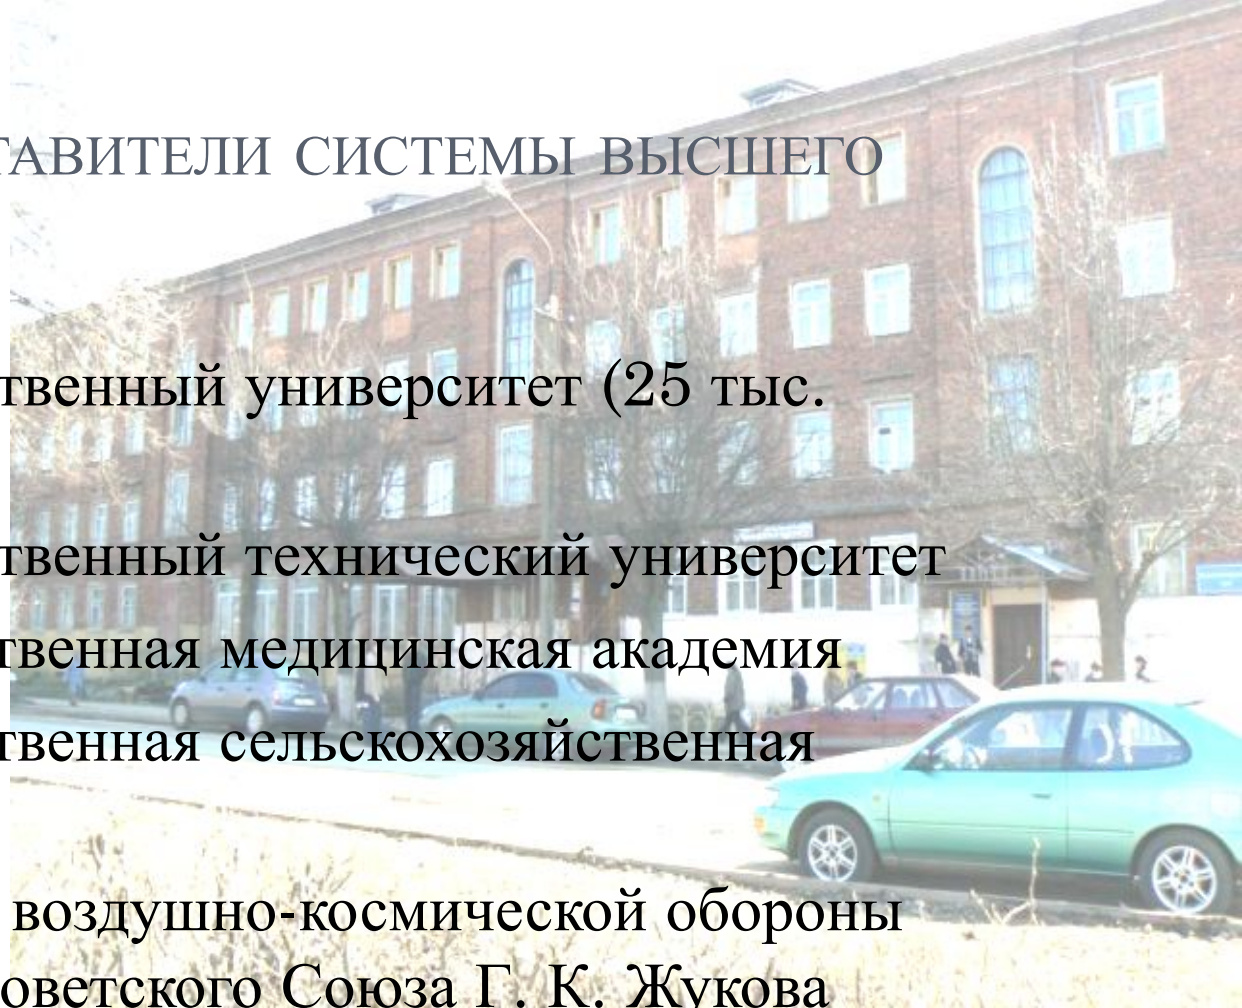 ТАВИТЕЛИ СИСТЕМЫ ВЫСШЕГО
твенный университет (25 тыс.
твенный технический университет
твенная медицинская академия
твенная сельскохозяйственная
воздушно-космической обороны
оветского Союза Г. К. Жукова